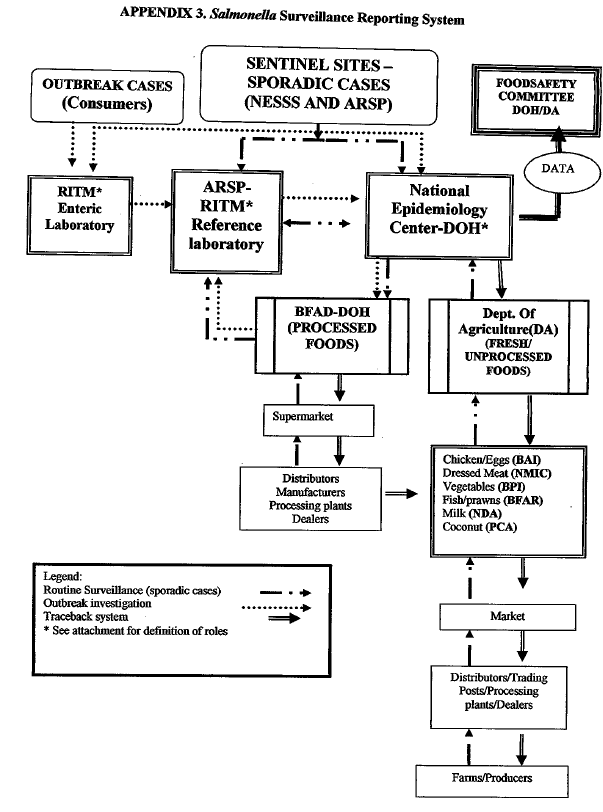 APPENDIX 3. Salmonella Surveillance Reporting System
OUTBREAK CASES
(Consumers)
SENTINEL SITES –
SPORADIC CASES
(NESSS AND ARSP)
FOODSAFETY
COMMITTEE
DOH/DA
DATA
RITM*
Enteric
Laboratory
ARSP-
RITM*
Reference
laboratory
National
Epidemiology
Center-DOH*
BFAD-DOH
(PROCESSED
FOODS)
Dept. Of
Agriculture(DA)
(FRESH/
UNPROCESSED
FOODS)
Supermarket
Distributors
Manufacturers
Processing plants
Dealers
Chicken/Eggs (BAI)
Dressed Meat (NMIC)
Vegetables (BPI)
Fish/prawns (BFAR)
Milk (NDA)
Coconut (PCA)
Market
Distributors/Trading
Posts/Processing
plants/Dealers
Farms/Producers
Legend:
Routine Surveillance (sporadic cases)
Outbreak investigation
Traceback system
* See attachment for definition of roles